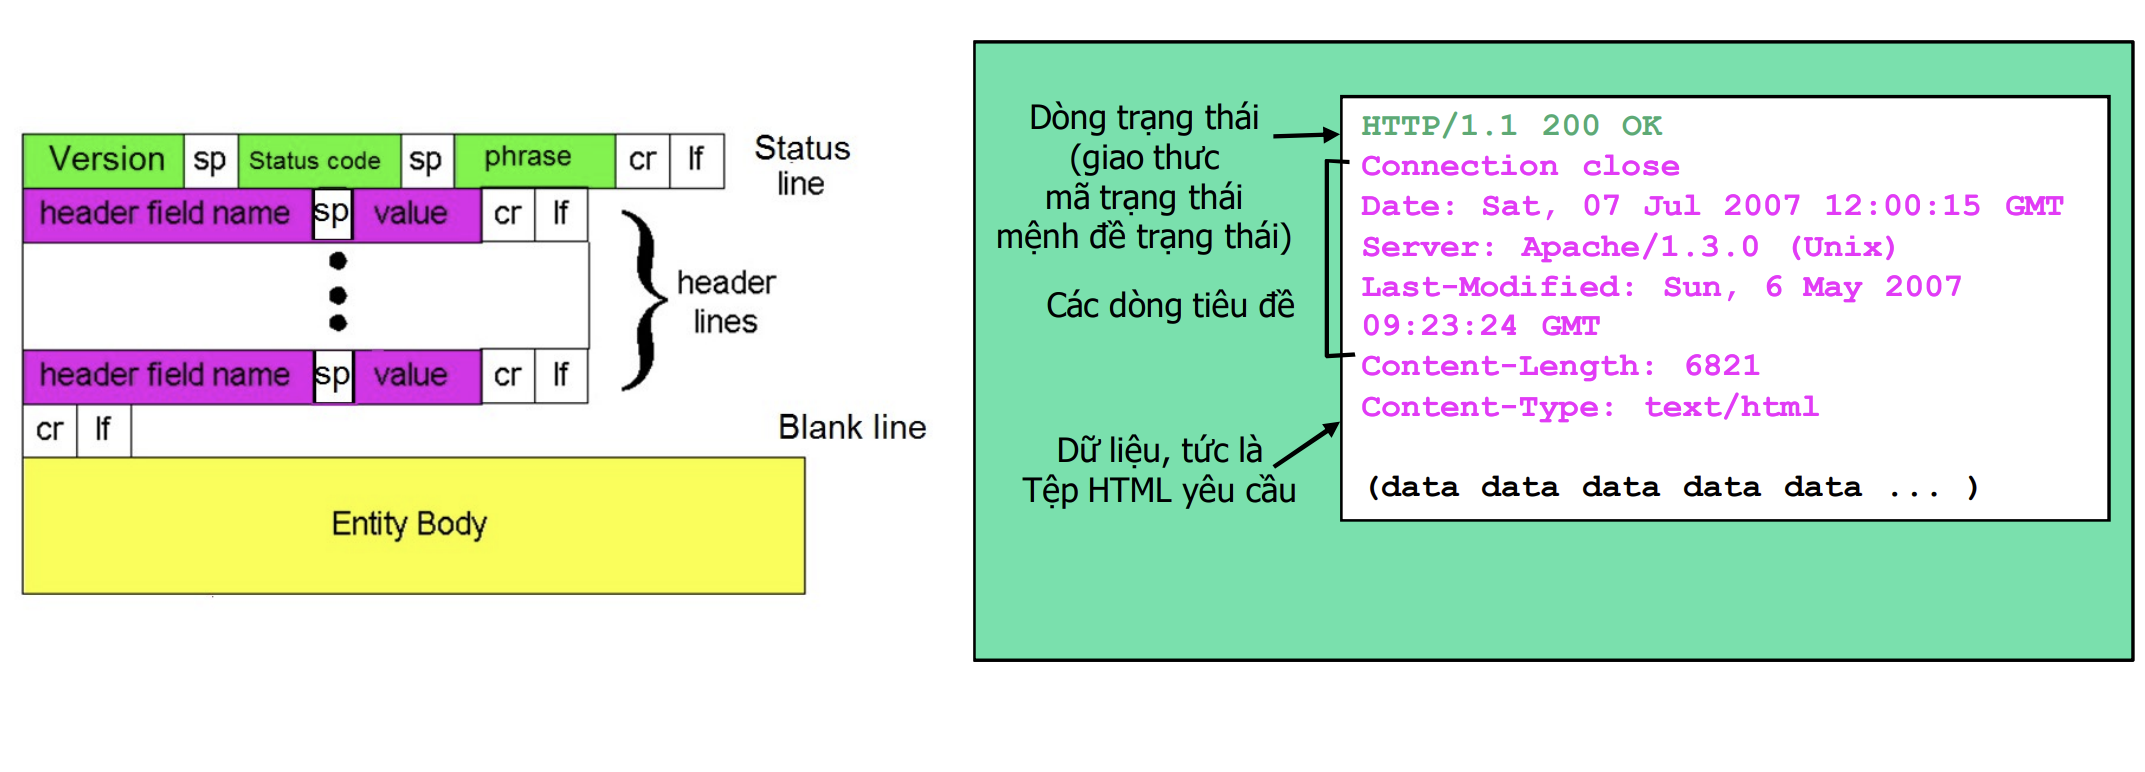 Version sp Status code sp phrase cr lf
Status
line
header field name sp value cr lf
header
lines
header field name sp value cr lf
cr lf
Blank line
Entity Body
Dòng trạng thái
(giao thưc
mã trạng thái
mệnh đề trạng thái)
Các dòng tiêu đề
Dữ liệu, tức là
Tệp HTML yêu cầu
HTTP/1.1 200 OK
Connection close
Date: Sat, 07 Jul 2007 12:00:15 GMT
Server: Apache/1.3.0 (Unix)
Last-Modified: Sun, 6 May 2007
09:23:24 GMT
Content-Length: 6821
Content-Type: text/html
(data data data data data ... )